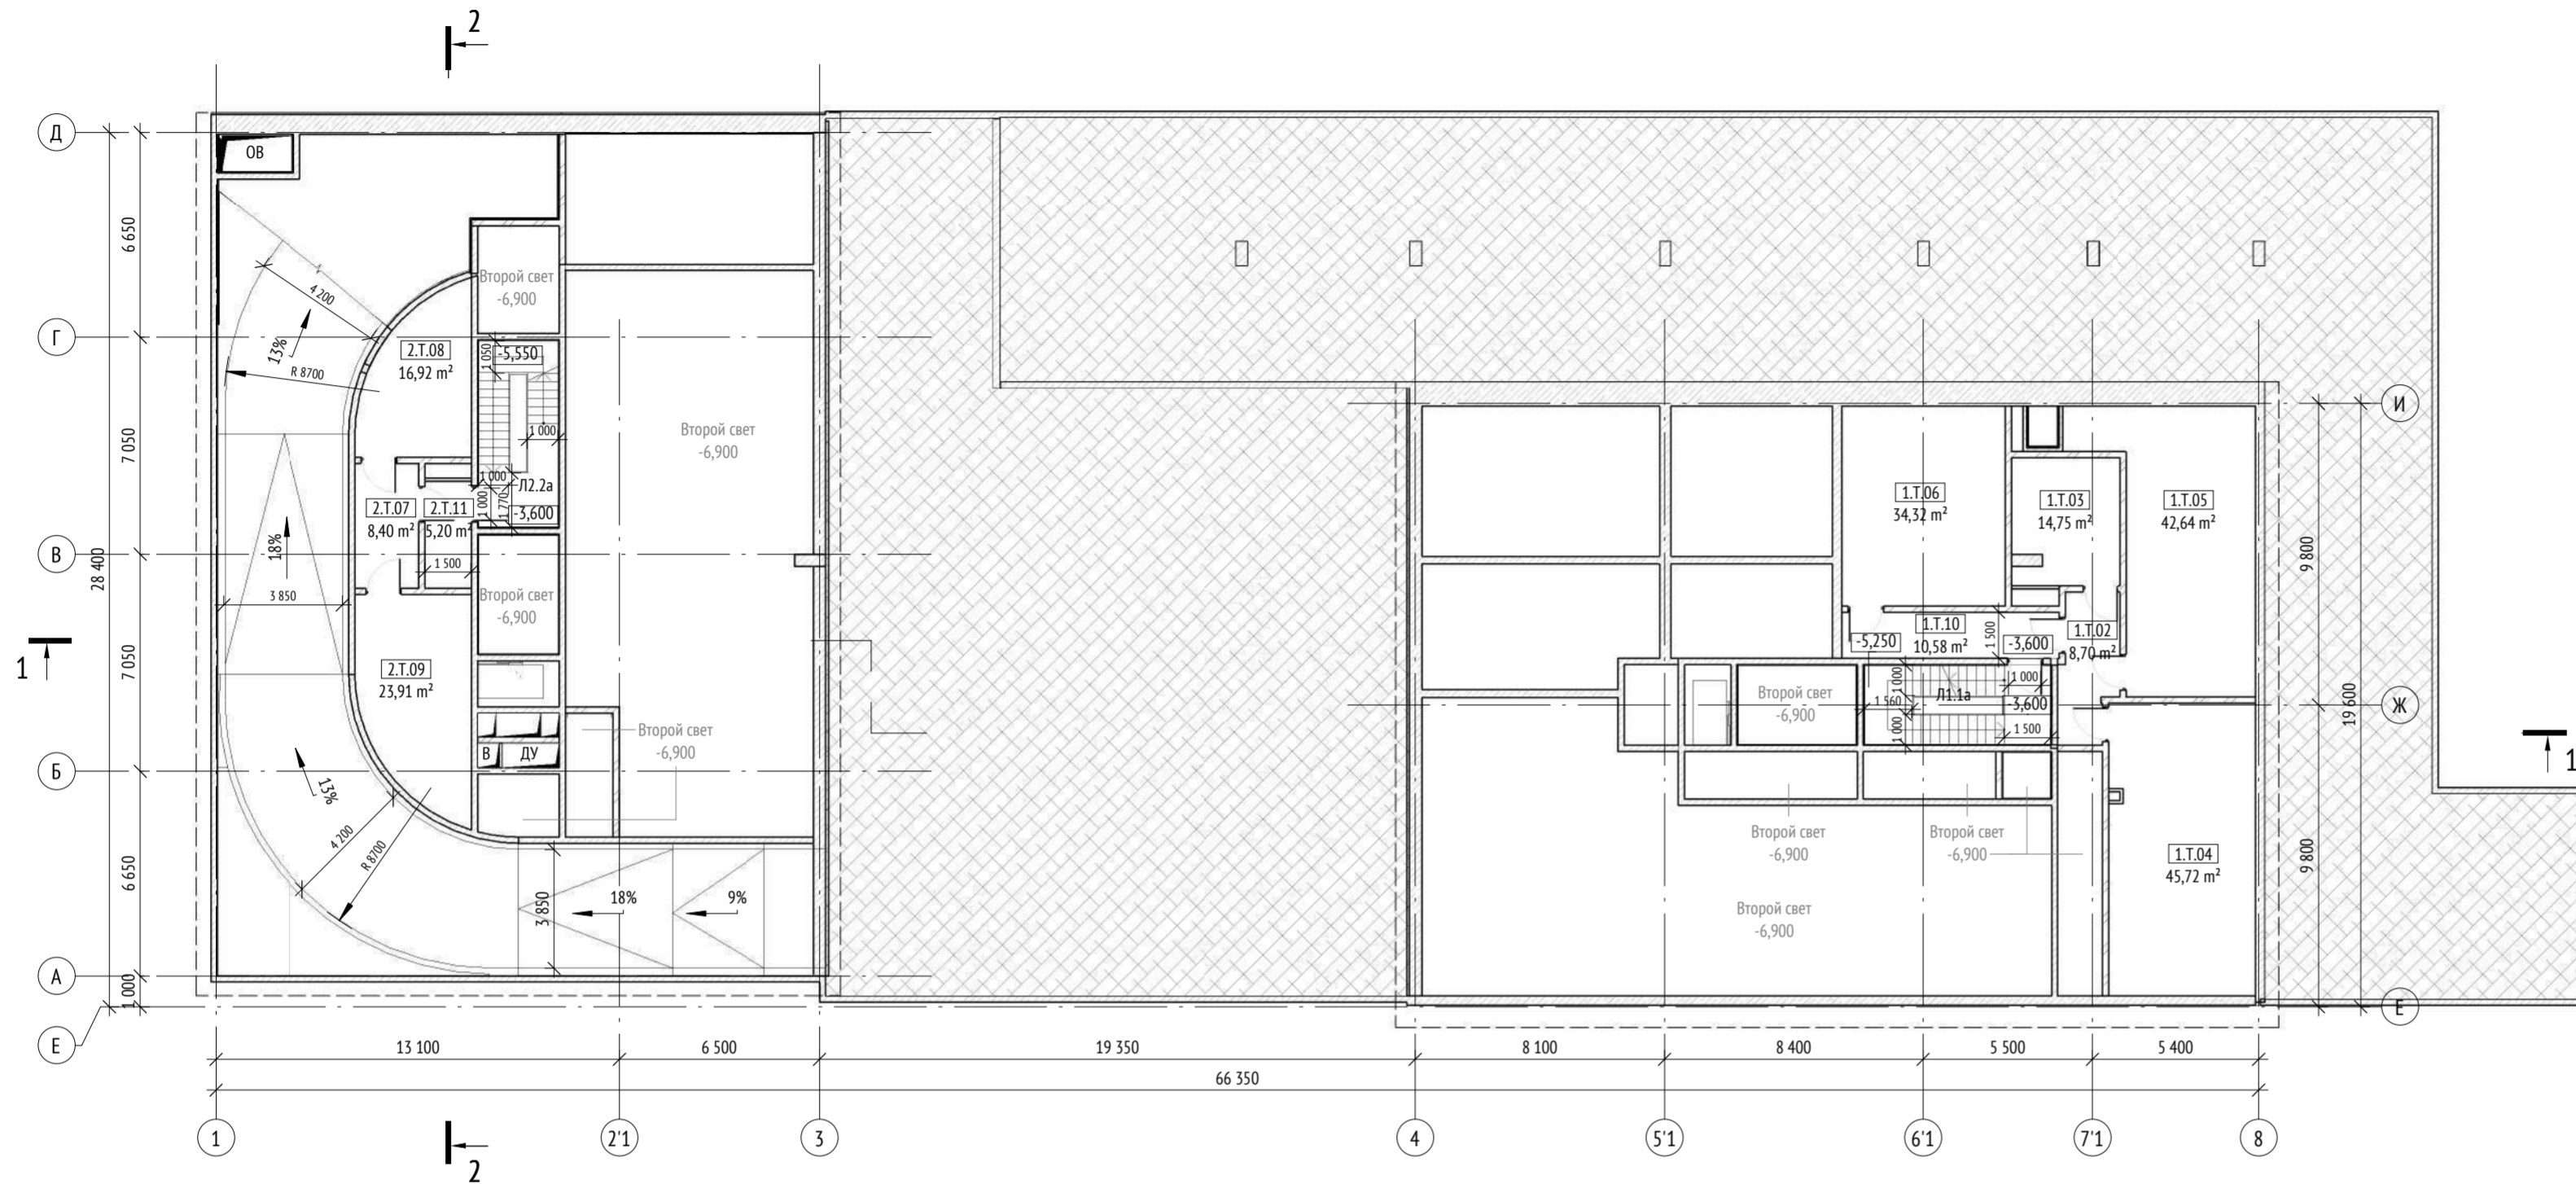 2
Д
Г
В
Б
А
Е
6 650
7 050
7 050
6 650
1 000
28 400
1
ОВ
4 200
13%
R 8700
18%
3 850
13%
4 200
R 8700
2.Т.08
16,92 m²
2.Т.07
8,40 m²
2.Т.11
5,20 m²
1 500
2.Т.09
23,91 m²
Второй свет
-6,900
1 050
-5,550
1 000
1 000
1 000
1 770
Л2.2а
-3,600
Второй свет
-6,900
В
ДУ
Второй свет
-6,900
Второй свет
-6,900
3 850
18%
9%
1.Т.06
34,32 m²
1.Т.03
14,75 m²
1.Т.05
42,64 m²
1.Т.10
10,58 m²
1 500
-5,250
-3,600
1.Т.02
8,70 m²
1 000
1 560
1 000
Л1.1а
1 000
-3,600
1 500
Второй свет
-6,900
Второй свет
-6,900
Второй свет
-6,900
Второй свет
-6,900
1.Т.04
45,72 m²
И
Ж
Е
9 800
9 800
19 600
1
13 100
6 500
19 350
8 100
8 400
5 500
5 400
66 350
1
2'1
3
4
5'1
6'1
7'1
8
2